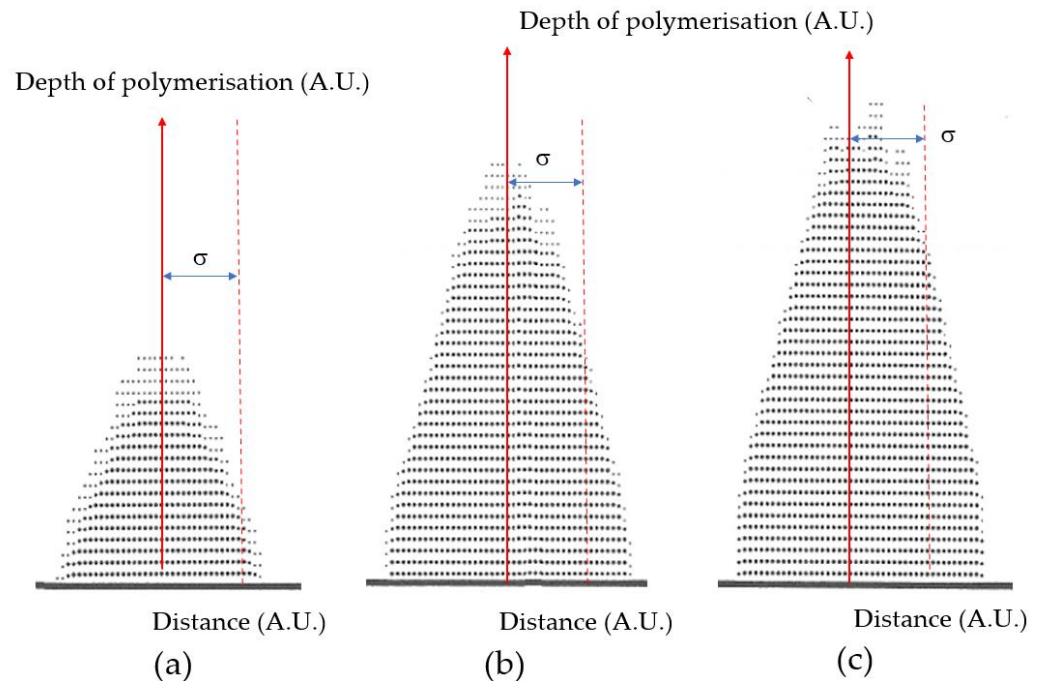 Depth of polymerisation (A.U.)
Depth of polymerisation (A.U.)
σ
σ
σ
Distance (A.U.)
Distance (A.U.)
Distance (A.U.)
(a)
(b)
(c)